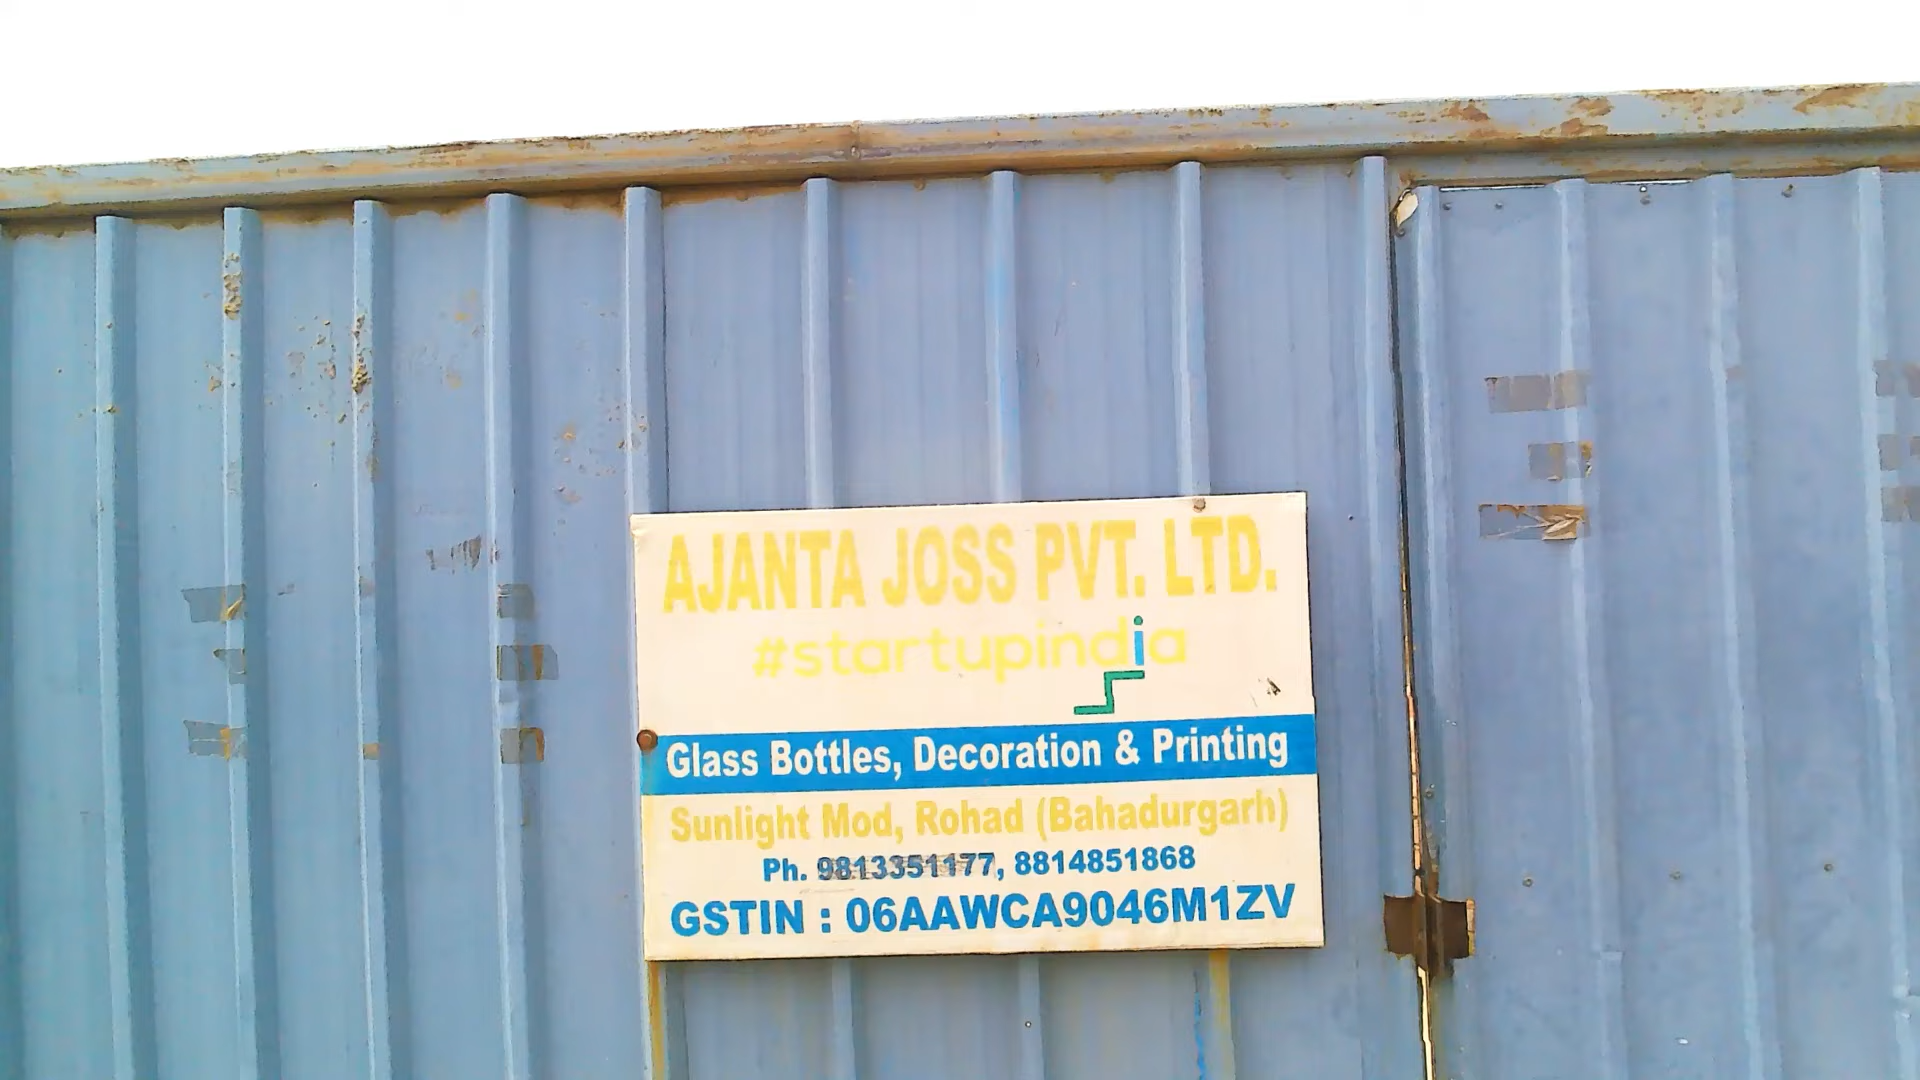 AJANTA JOSS PVT. LTD.
#startupindia
Glass Bottles, Decoration & Printing
Sunlight Mod, Rohad (Bahadurgarh)
Ph. 9813351177, 8814851868
GSTIN : 06AAWCA9046M1ZV